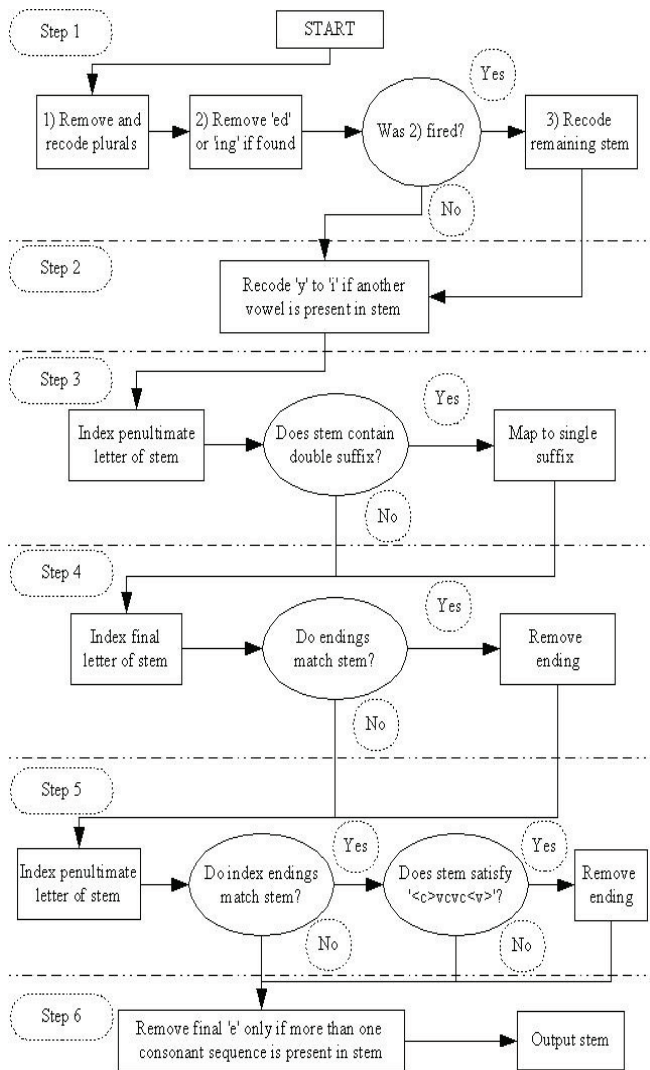 Step 1
START
1) Remove and
recode plurals
2) Remove 'ed'
or 'ing' if found
Was 2) fired?
Yes
3) Recode
remaining stem
No
Step 2
Recode 'y' to 'i' if another
vowel is present in stem
Step 3
Index penultimate
letter of stem
Does stem contain
double suffix?
Yes
Map to single
suffix
No
Step 4
Index final
letter of stem
Do endings
match stem?
Yes
Remove
ending
No
Step 5
Index penultimate
letter of stem
Do index endings
match stem?
Yes
Does stem satisfy
'<c>vcvc<v>'?
Yes
Remove
ending
No
No
Step 6
Remove final 'e' only if more than one
consonant sequence is present in stem
Output stem